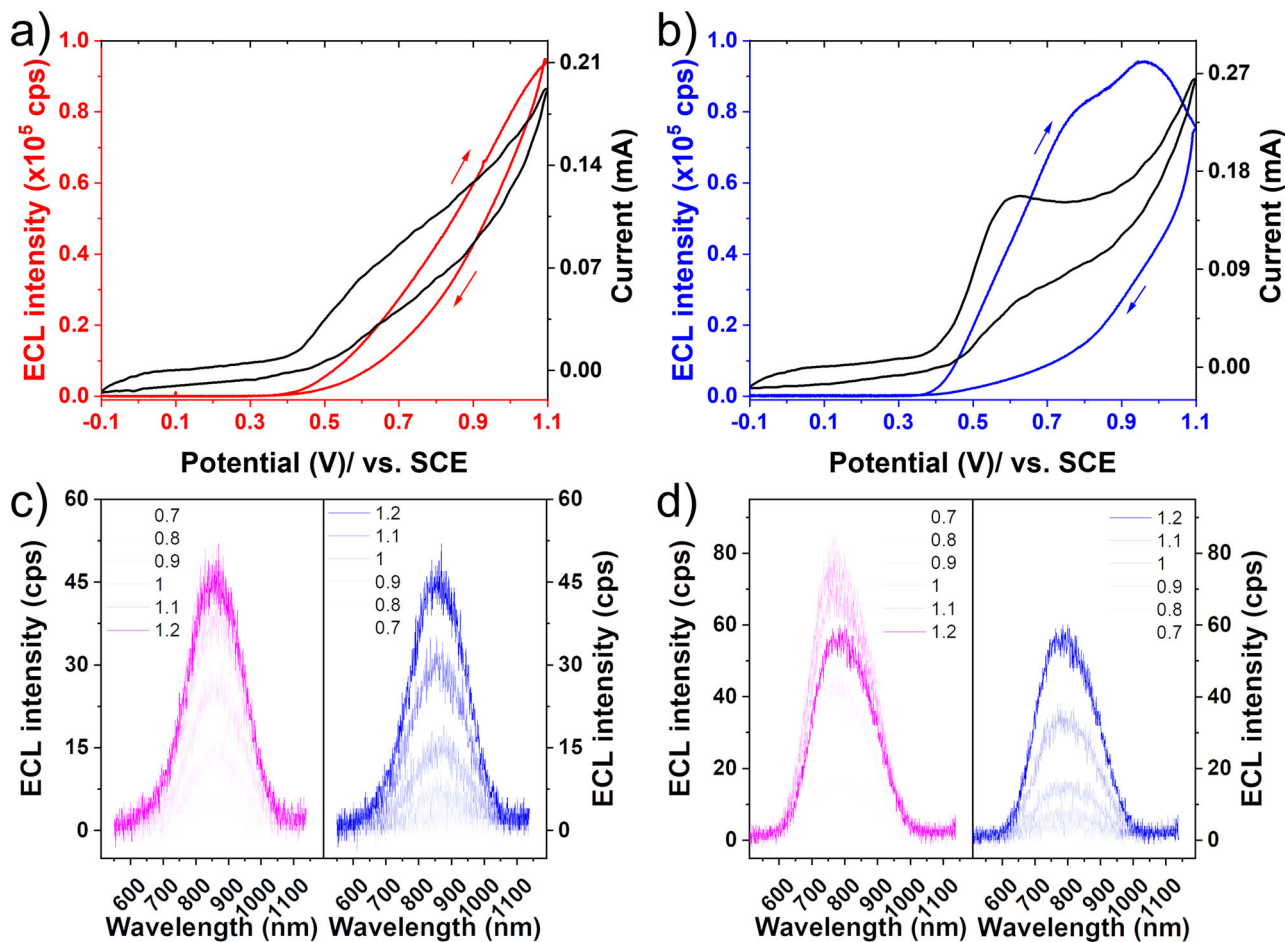 a)
ECL intensity (x10⁵ cps)
1.0
0.8
0.6
0.4
0.2
0.0
0.21
0.14
0.07
0.00
Current (mA)
-0.1 0.1 0.3 0.5 0.7 0.9 1.1
Potential (V)/ vs. SCE
b)
ECL intensity (x10⁵ cps)
1.0
0.8
0.6
0.4
0.2
0.0
0.27
0.18
0.09
0.00
Current (mA)
-0.1 0.1 0.3 0.5 0.7 0.9 1.1
Potential (V)/ vs. SCE
c)
ECL intensity (cps)
60
45
30
15
0
0.7
0.8
0.9
1
1.1
1.2
1.2
1.1
1
0.9
0.8
0.7
60
45
30
15
0
ECL intensity (cps)
600 700 800 900 1000 1100
600 700 800 900 1000 1100
Wavelength (nm) Wavelength (nm)
d)
ECL intensity (cps)
80
60
40
20
0
0.7
0.8
0.9
1
1.1
1.2
1.2
1.1
1
0.9
0.8
0.7
80
60
40
20
0
ECL intensity (cps)
600 700 800 900 1000 1100
600 700 800 900 1000 1100
Wavelength (nm) Wavelength (nm)